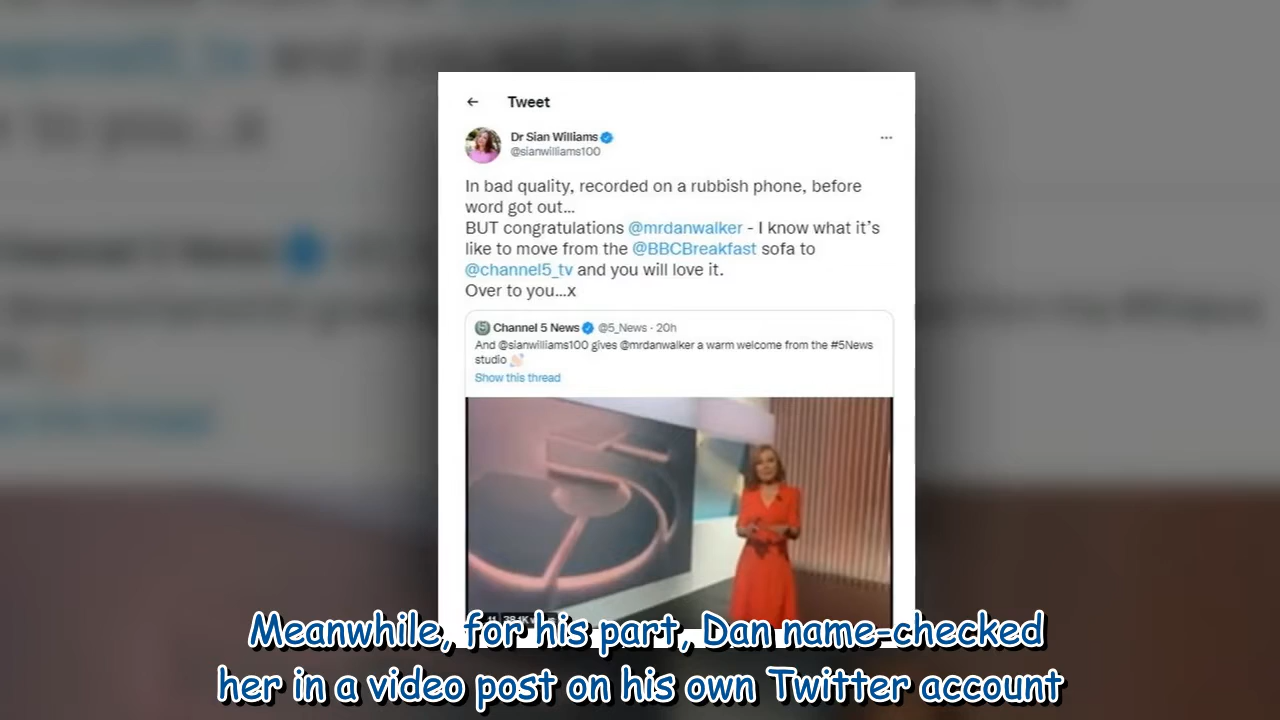 Tweet
Dr Sian Williams
@sianwilliams100
In bad quality, recorded on a rubbish phone, before
word got out...
BUT congratulations @mrdanwalker - I know what it's
like to move from the @BBCBreakfast sofa to
@channel5_tv and you will love it.
Over to you...x
Channel 5 News @5_News · 20h
And @sianwilliams100 gives @mrdanwalker a warm welcome from the #5News
studio
Show this thread
Meanwhile, for his part, Dan name-checked
her in a video post on his own Twitter account